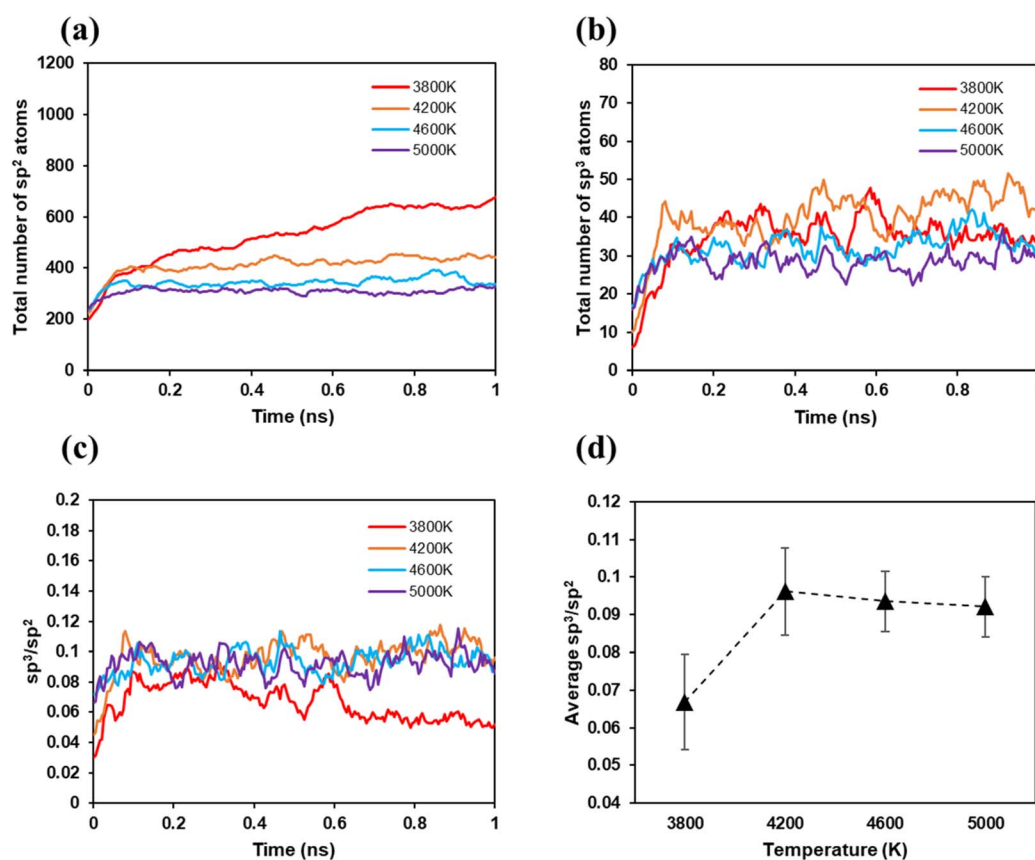 (a)
Total number of sp² atoms
1200
1000
800
600
400
200
0
3800K
4200K
4600K
5000K
0 0.2 0.4 0.6 0.8 1
Time (ns)
(b)
Total number of sp³ atoms
80
70
60
50
40
30
20
10
0
3800K
4200K
4600K
5000K
0 0.2 0.4 0.6 0.8
Time (ns)
(c)
sp³/sp²
0.2
0.18
0.16
0.14
0.12
0.1
0.08
0.06
0.04
0.02
0
3800K
4200K
4600K
5000K
0 0.2 0.4 0.6 0.8 1
Time (ns)
(d)
Average sp³/sp²
0.12
0.11
0.1
0.09
0.08
0.07
0.06
0.05
0.04
3800 4200 4600 5000
Temperature (K)